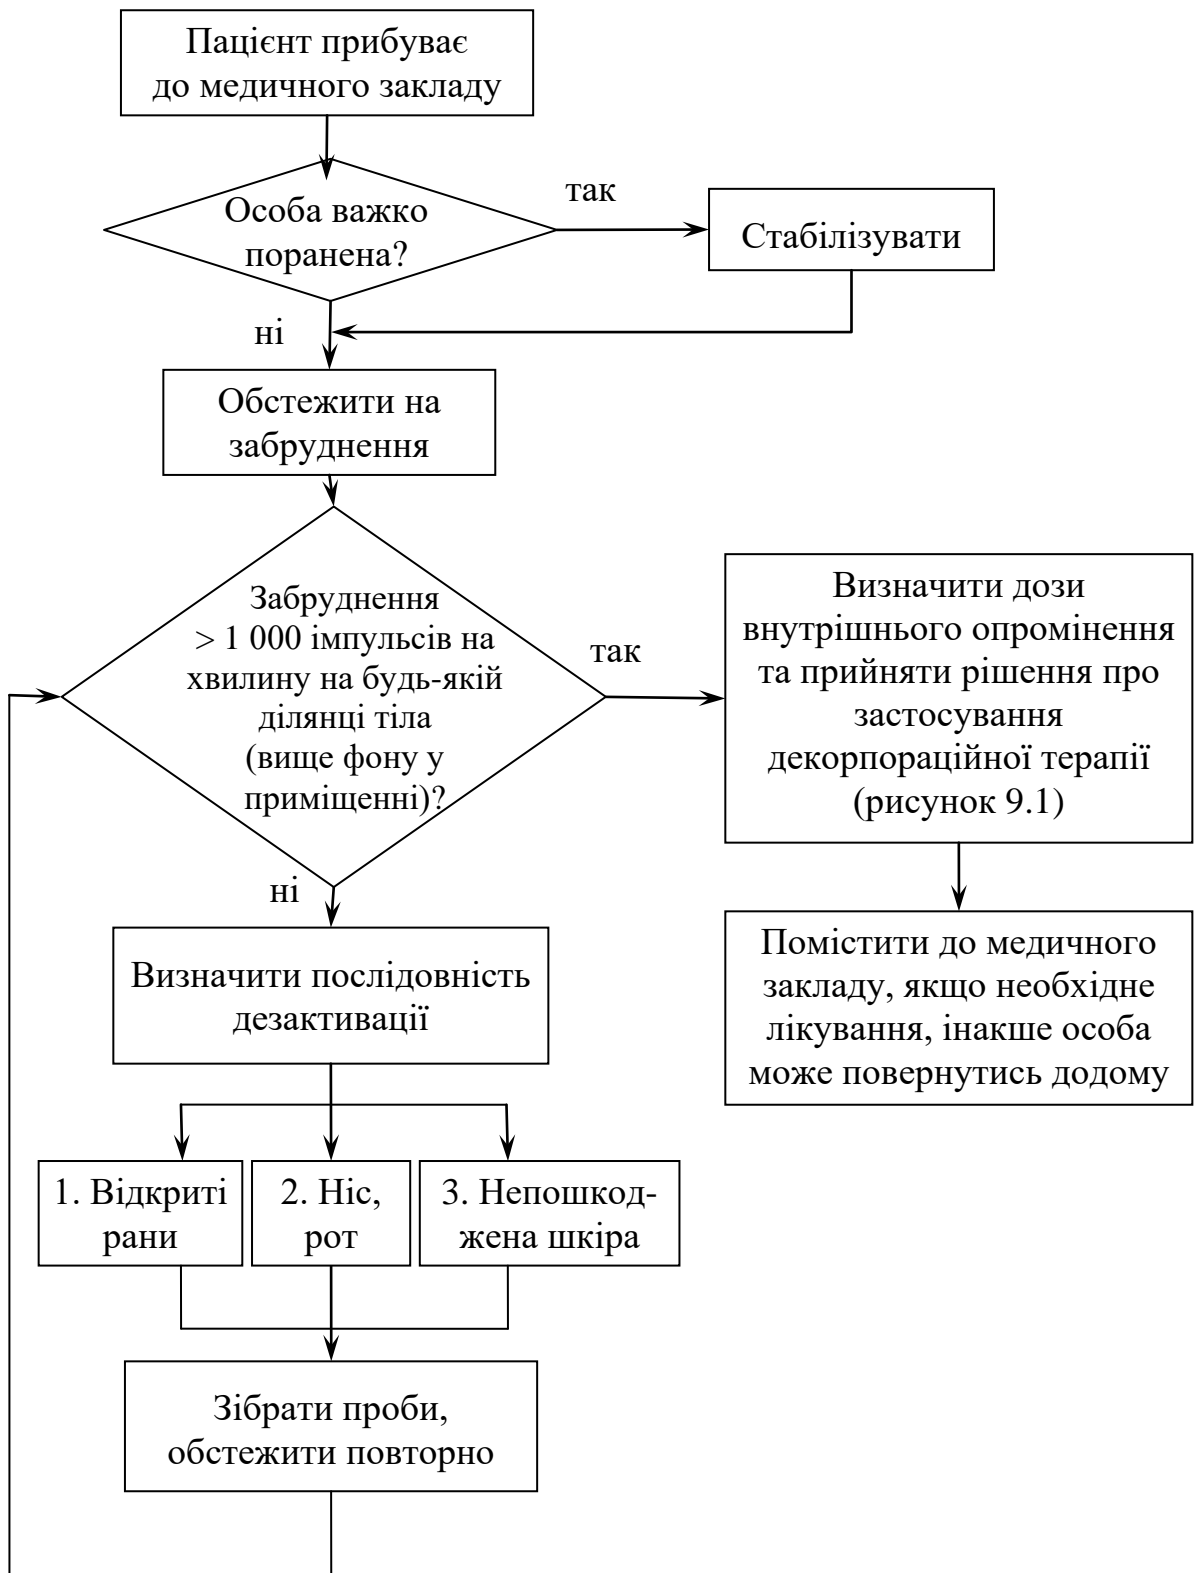 Пацієнт прибуває
до медичного закладу
Особа важко
поранена?
так
Стабілізувати
ні
Обстежити на
забруднення
Забруднення
> 1 000 імпульсів на
хвилину на будь-якій
ділянці тіла
(вище фону у
приміщенні)?
так
Визначити дози
внутрішнього опромінення
та прийняти рішення про
застосування
декорпораційної терапії
(рисунок 9.1)
Помістити до медичного
закладу, якщо необхідне
лікування, інакше особа
може повернутись додому
ні
Визначити послідовність
дезактивації
1. Відкриті
рани
2. Ніс,
рот
3. Непошкод-
жена шкіра
Зібрати проби,
обстежити повторно